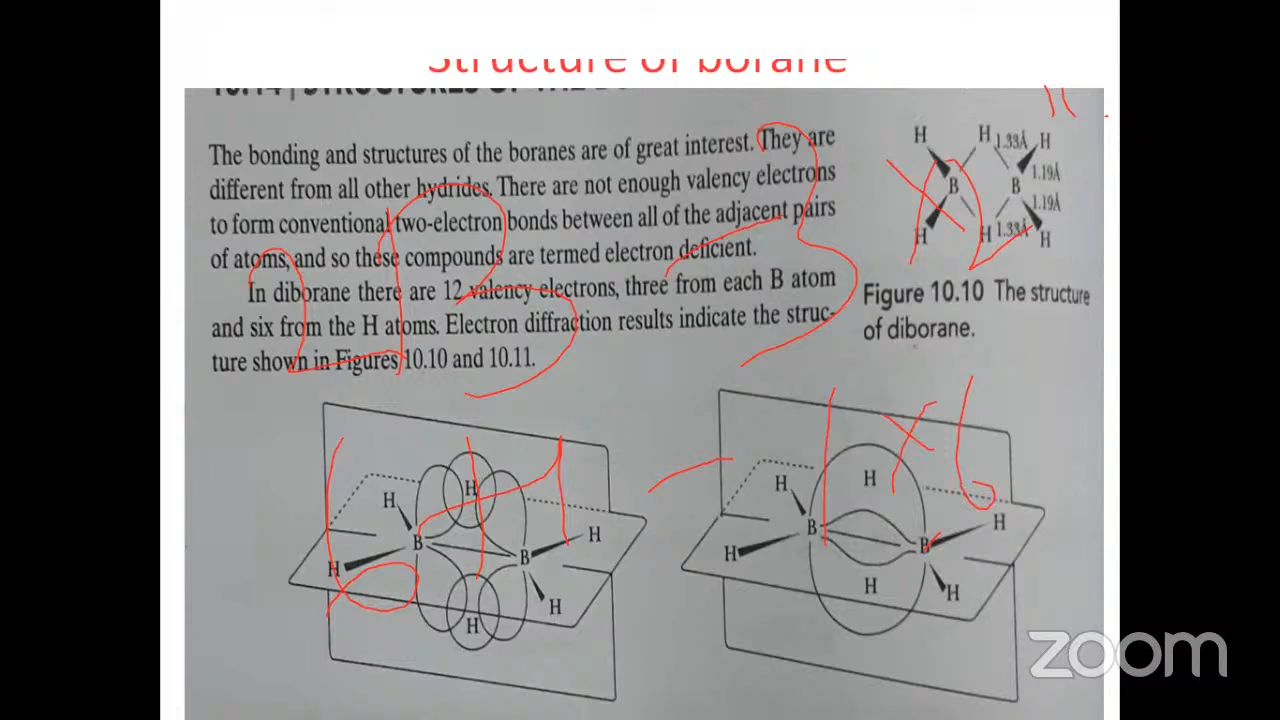 Structure of borane
The bonding and structures of the boranes are of great interest. They are
different from all other hydrides. There are not enough valency electrons
to form conventional two-electron bonds between all of the adjacent pairs
of atoms, and so these compounds are termed electron deficient.
In diborane there are 12 valency electrons, three from each B atom
and six from the H atoms. Electron diffraction results indicate the struc-
ture shown in Figures 10.10 and 10.11.
H H 1.33Å H
B B 1.19Å
1.19Å
H H 1.33Å H
Figure 10.10 The structure
of diborane.
H H
B H
H B
H H
H H
B H
H B
H H
zoom